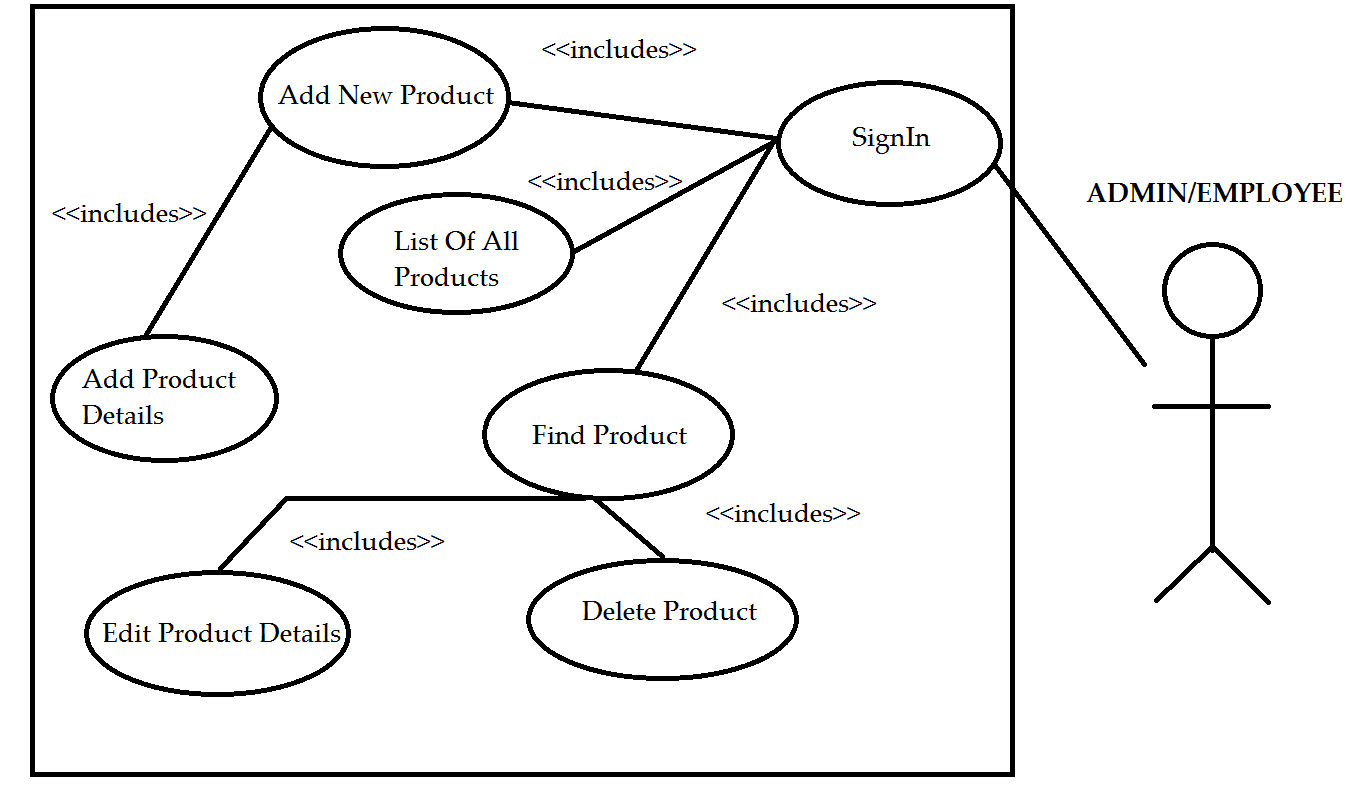 <<includes>>
Add New Product
SignIn
<<includes>>
ADMIN/EMPLOYEE
<<includes>>
List Of All
Products
<<includes>>
Add Product
Details
Find Product
<<includes>>
<<includes>>
Delete Product
Edit Product Details